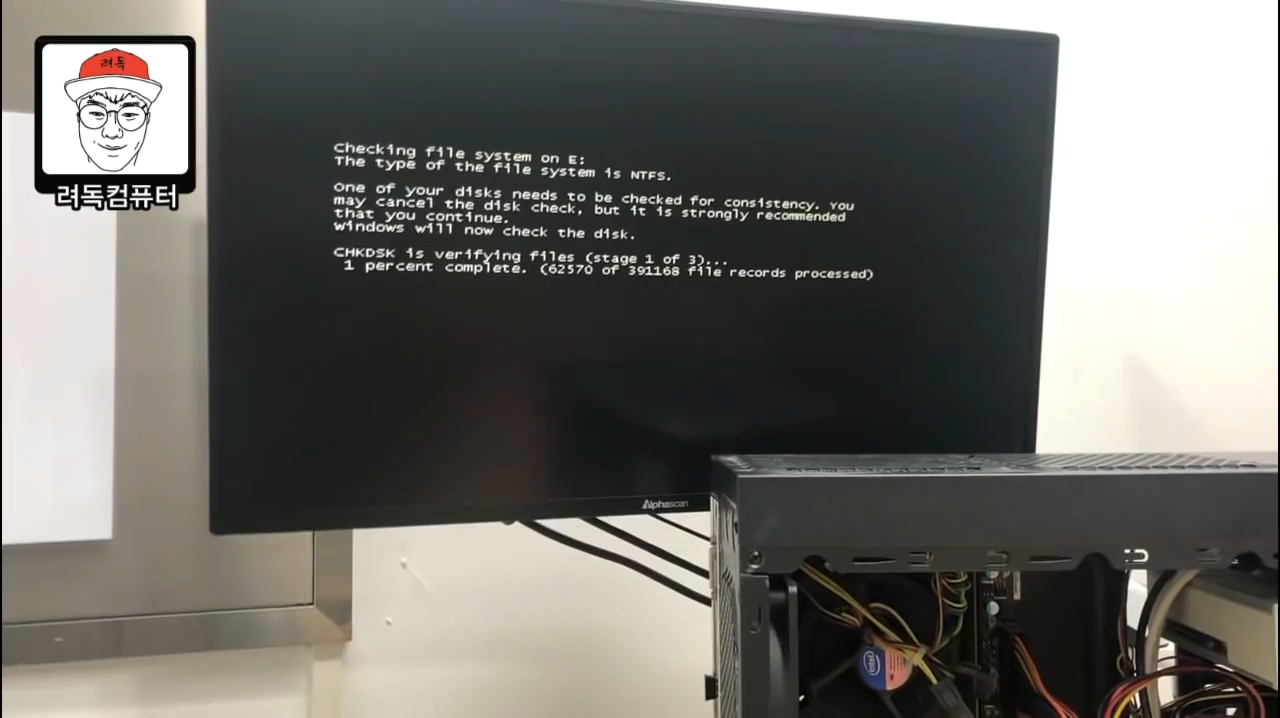 려독
려독컴퓨터
Checking file system on E:
The type of the file system is NTFS.
One of your disks needs to be checked for consistency. You
may cancel the disk check, but it is strongly recommended
that you continue.
Windows will now check the disk.
CHKDSK is verifying files (stage 1 of 3)...
1 percent complete. (62570 of 391168 file records processed)
Alphascan
intel